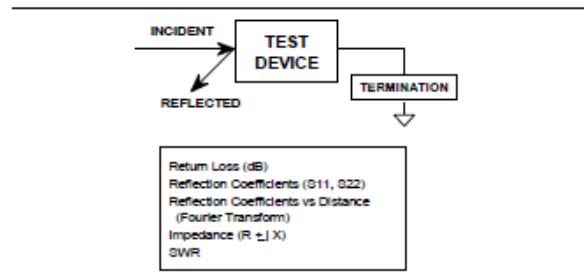 INCIDENT
TEST
DEVICE
TERMINATION
REFLECTED
Return Loss (dB)
Reflection Coefficients (S11, S22)
Reflection Coefficients vs Distance
(Fourier Transform)
Impedance (R ± j X)
SWR